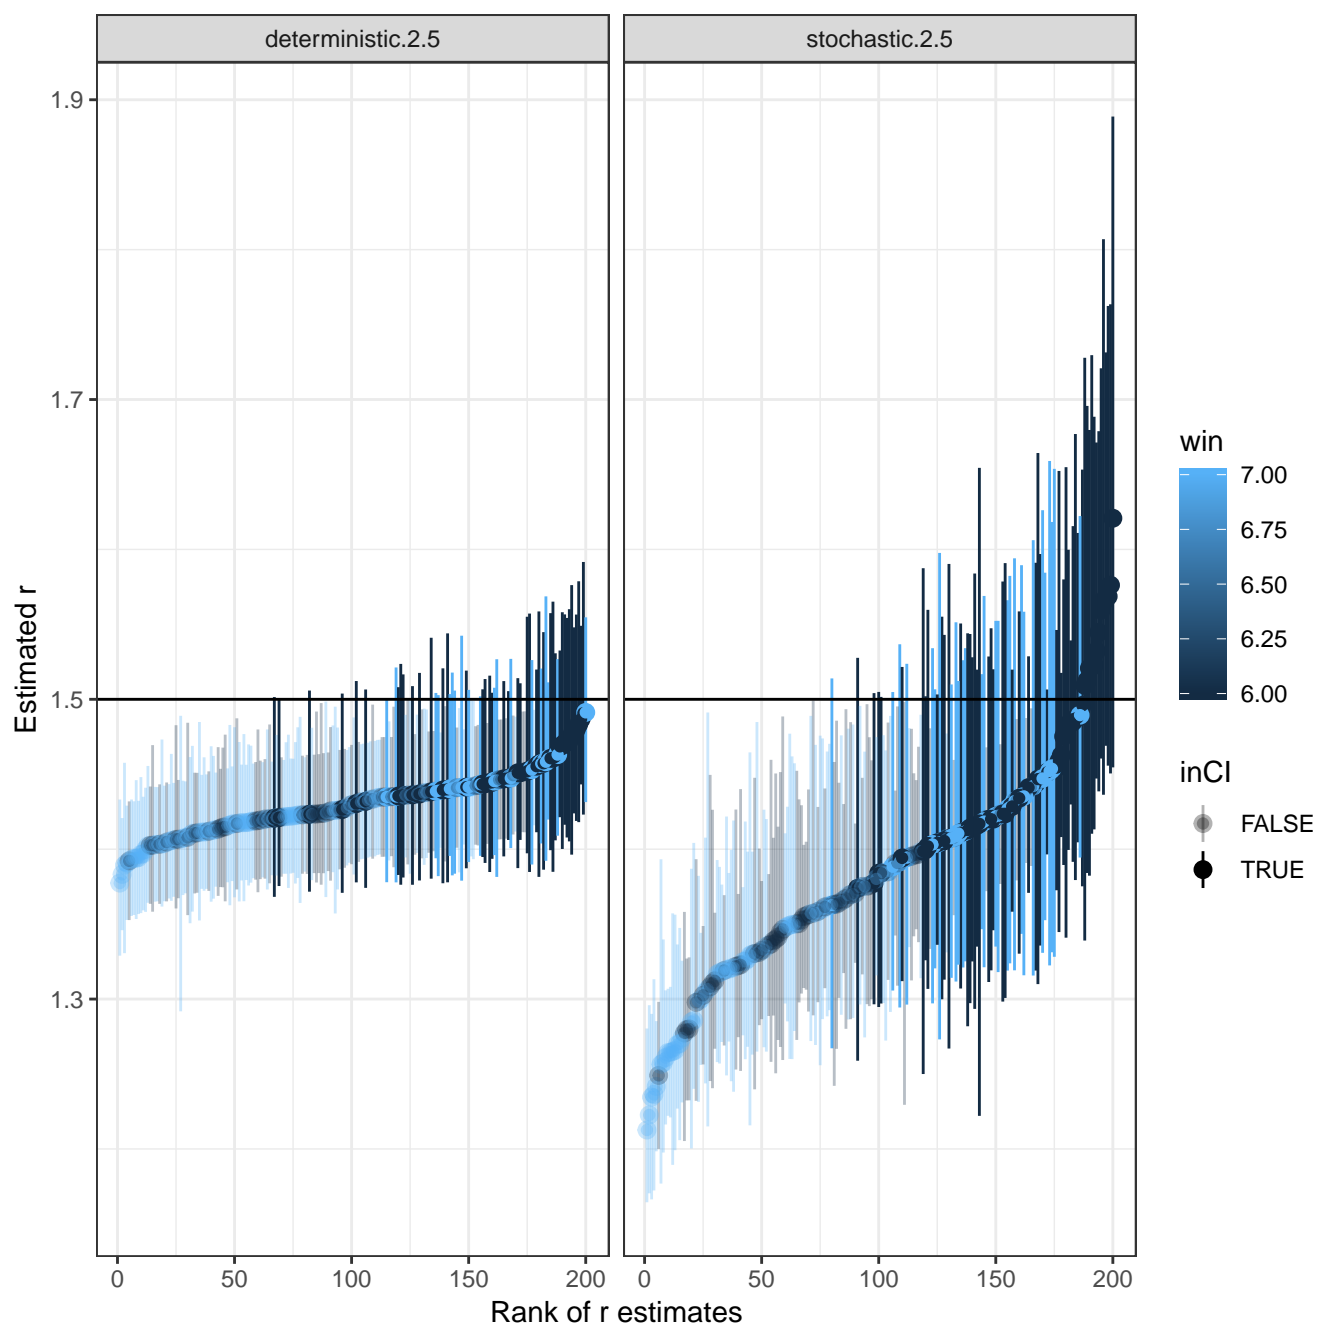 deterministic.2.5
stochastic.2.5
1.9
1.7
1.5
1.3
Estimated r
0 50 100 150 200
0 50 100 150 200
Rank of r estimates
win
7.00
6.75
6.50
6.25
6.00
inCI
FALSE
TRUE